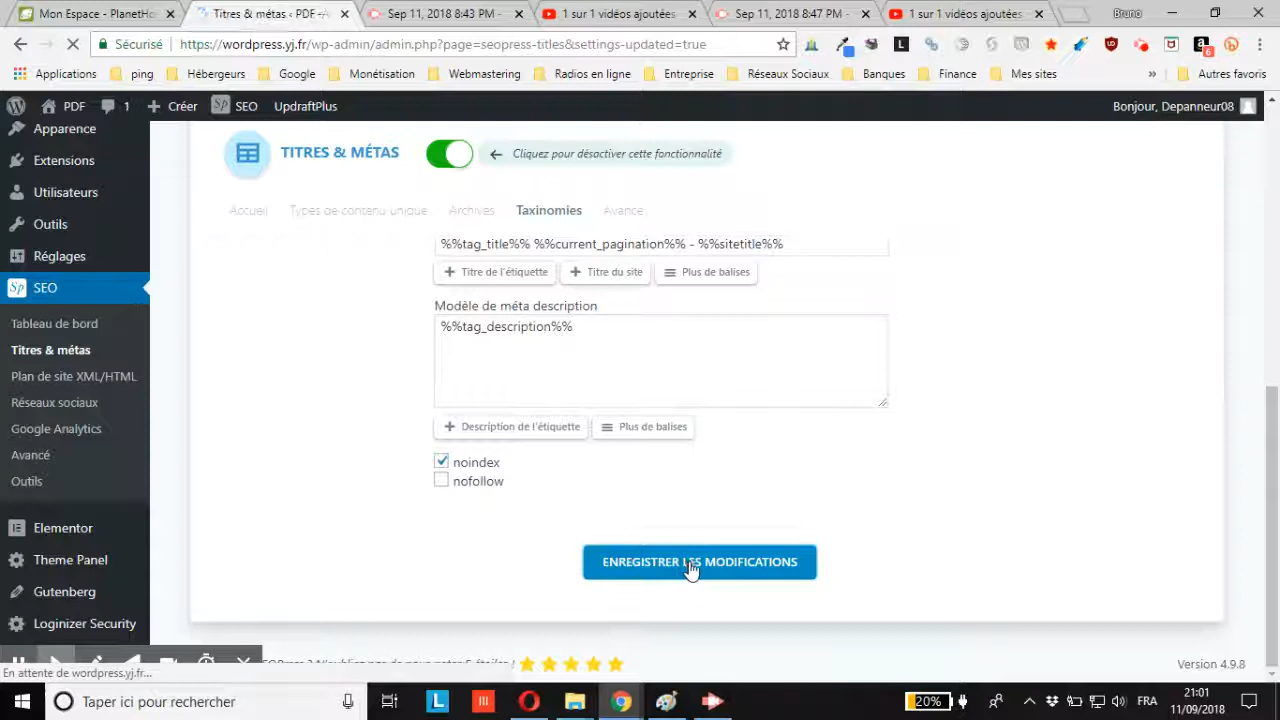 Mon Espace - PlanetHo
Titres & métas ‹ PDF
Sep 11, 2018 8:43 PM -
1 sur 1 vidéos ajoutées
Sep 11, 2018 8:47 PM -
1 sur 1 vidéos ajoutées
Bruno
Sécurisé https://wordpress.yj.fr/wp-admin/admin.php?page=seopress-titles&settings-updated=true
Applications ping Hébergeurs Google Monétisation Webmastering Radios en ligne Entreprise Réseaux Sociaux Banques Finance Mes sites » Autres favoris
PDF 1 Créer SEO UpdraftPlus Bonjour, Depanneur08
Apparence
Extensions
Utilisateurs
Outils
Réglages
SEO
Tableau de bord
Titres & métas
Plan de site XML/HTML
Réseaux sociaux
Google Analytics
Avancé
Outils
Elementor
Theme Panel
Gutenberg
Loginizer Security
TITRES & MÉTAS
Cliquez pour désactiver cette fonctionnalité
Accueil Types de contenu unique Archives Taxinomies Avancé
%%tag_title%% %%current_pagination%% - %%sitetitle%%
Titre de l'étiquette Titre du site Plus de balises
Modèle de méta description
%%tag_description%%
Description de l'étiquette Plus de balises
noindex
nofollow
ENREGISTRER LES MODIFICATIONS
Version 4.9.8
En attente de wordpress.yj.fr...
Taper ici pour rechercher
20%
FRA
21:01
11/09/2018